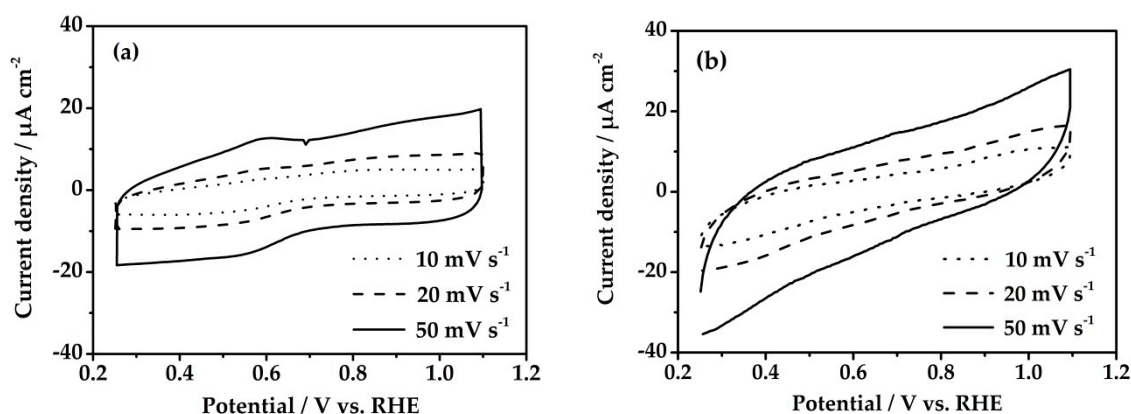 (a)
40
20
0
-20
-40
Current density / μA cm⁻²
10 mV s⁻¹
20 mV s⁻¹
50 mV s⁻¹
0.2 0.4 0.6 0.8 1.0 1.2
Potential / V vs. RHE
(b)
40
20
0
-20
-40
Current density / μA cm⁻²
10 mV s⁻¹
20 mV s⁻¹
50 mV s⁻¹
0.2 0.4 0.6 0.8 1.0 1.2
Potential / V vs. RHE